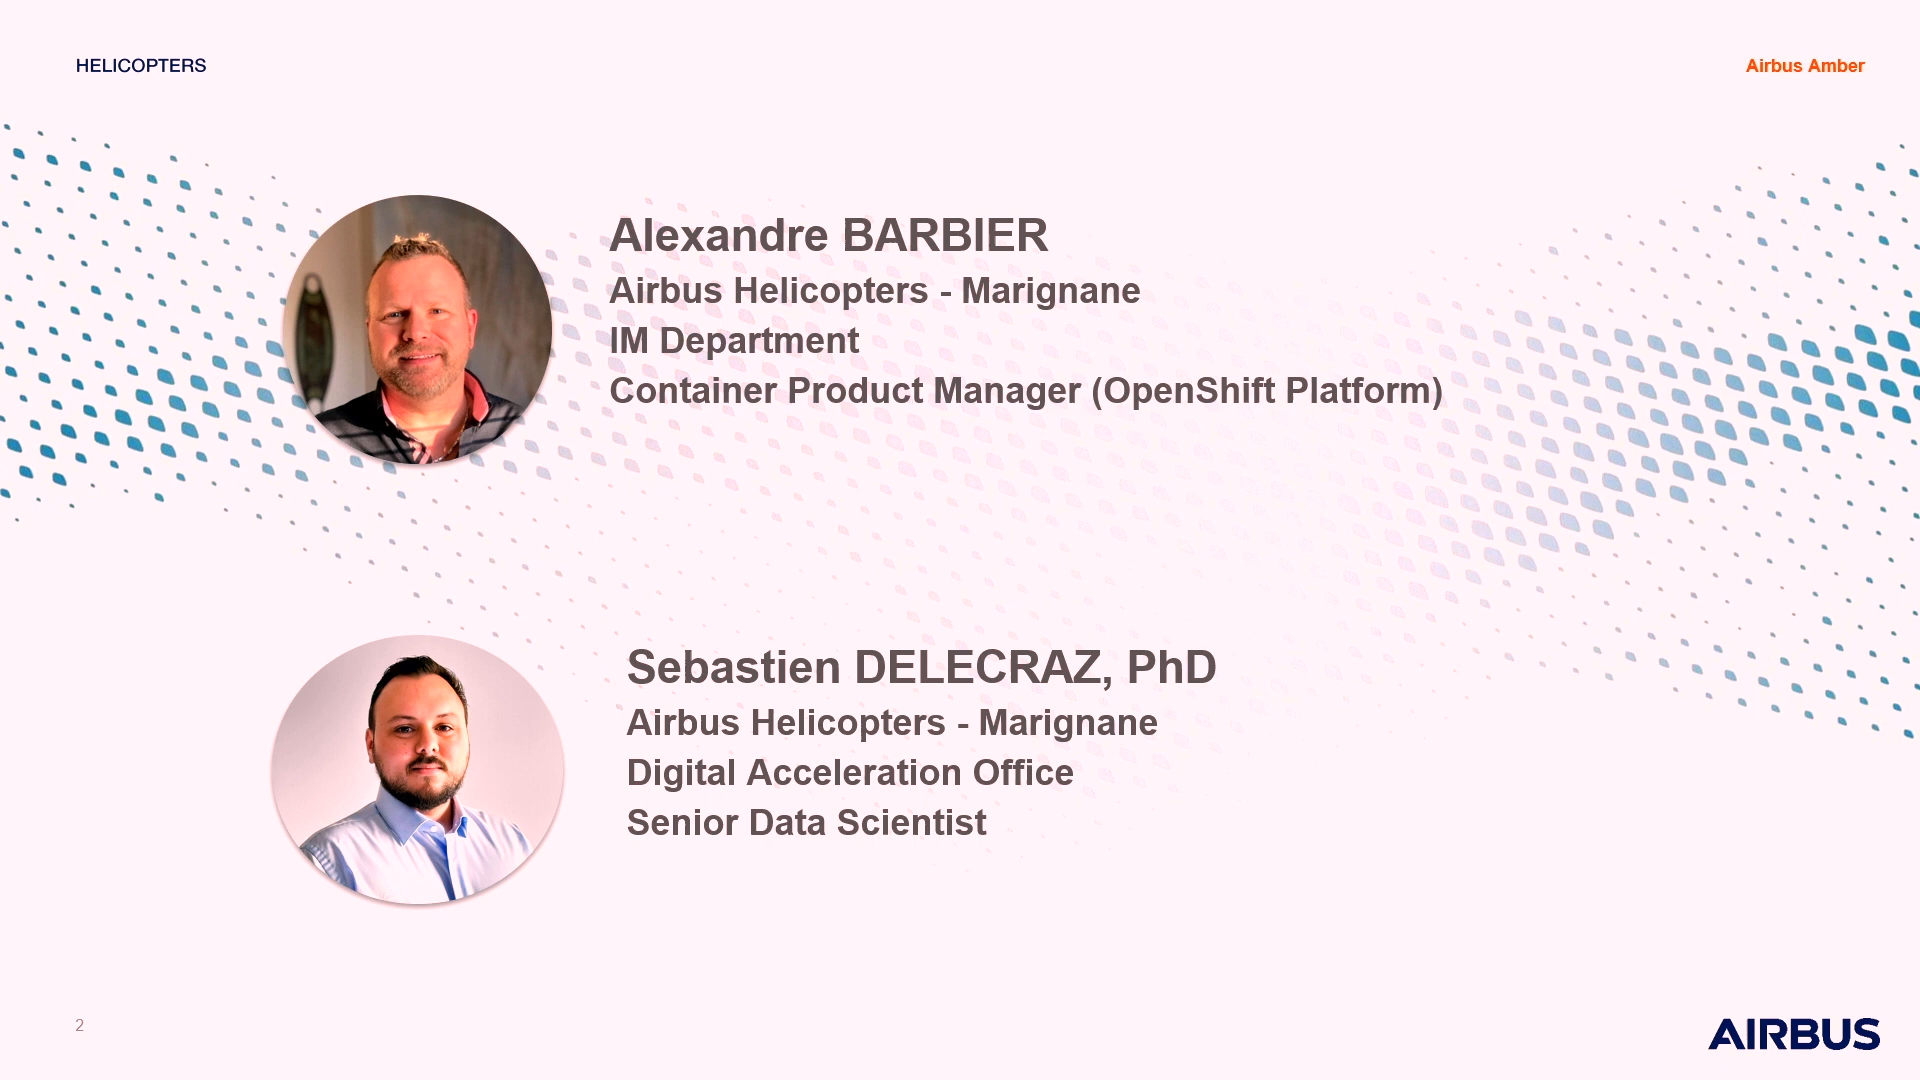 HELICOPTERS
Airbus Amber
Alexandre BARBIER
Airbus Helicopters - Marignane
IM Department
Container Product Manager (OpenShift Platform)
Sebastien DELECRAZ, PhD
Airbus Helicopters - Marignane
Digital Acceleration Office
Senior Data Scientist
2
AIRBUS